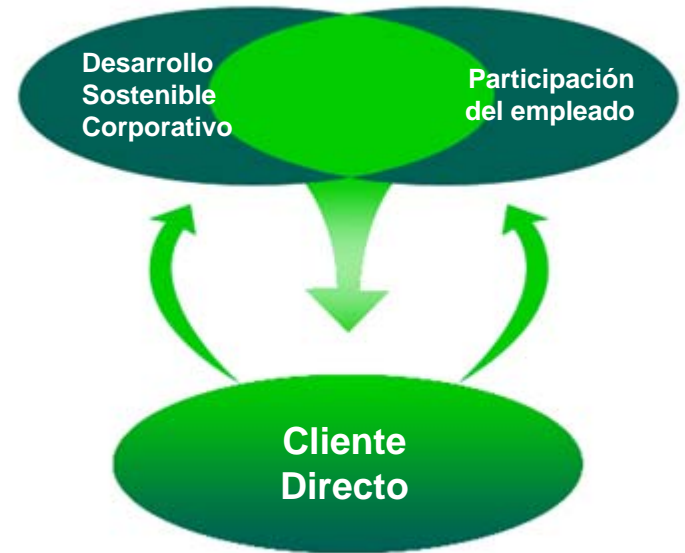 Desarrollo
Sostenible
Corporativo
Participación
del empleado
Cliente
Directo